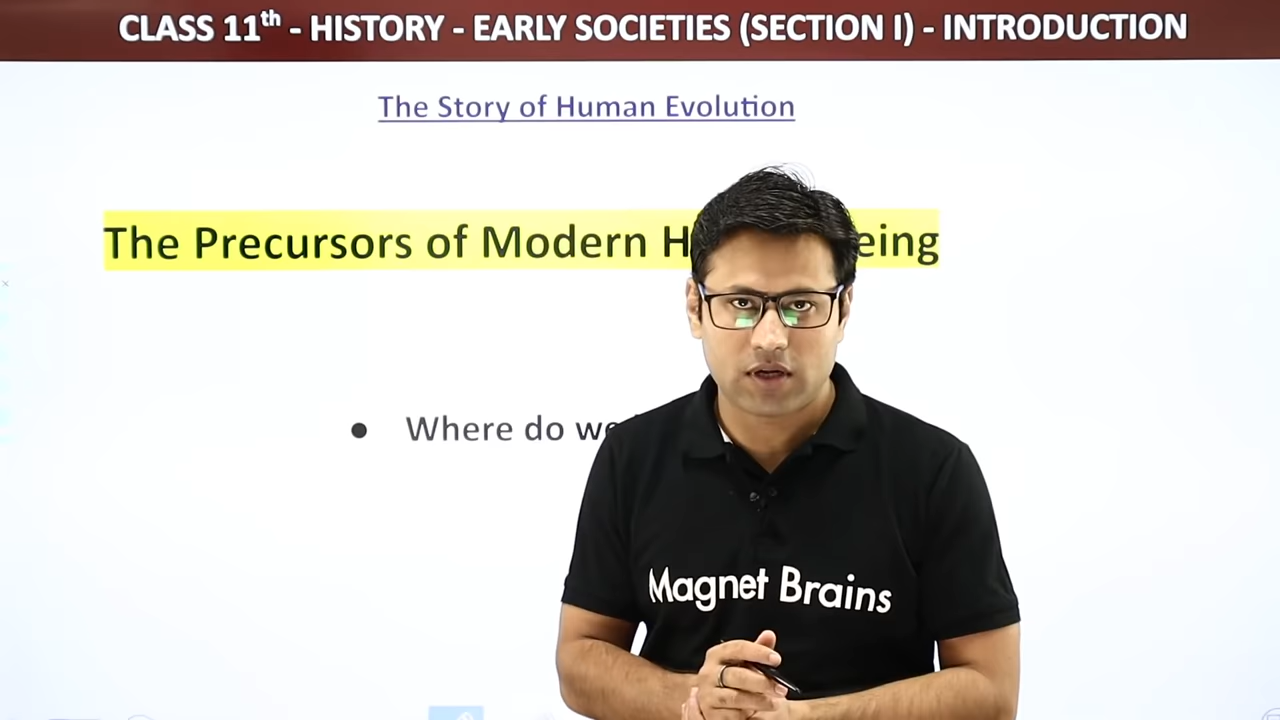 CLASS 11th - HISTORY - EARLY SOCIETIES (SECTION I) - INTRODUCTION
The Story of Human Evolution
The Precursors of Modern H eing
• Where do we
Magnet Brains